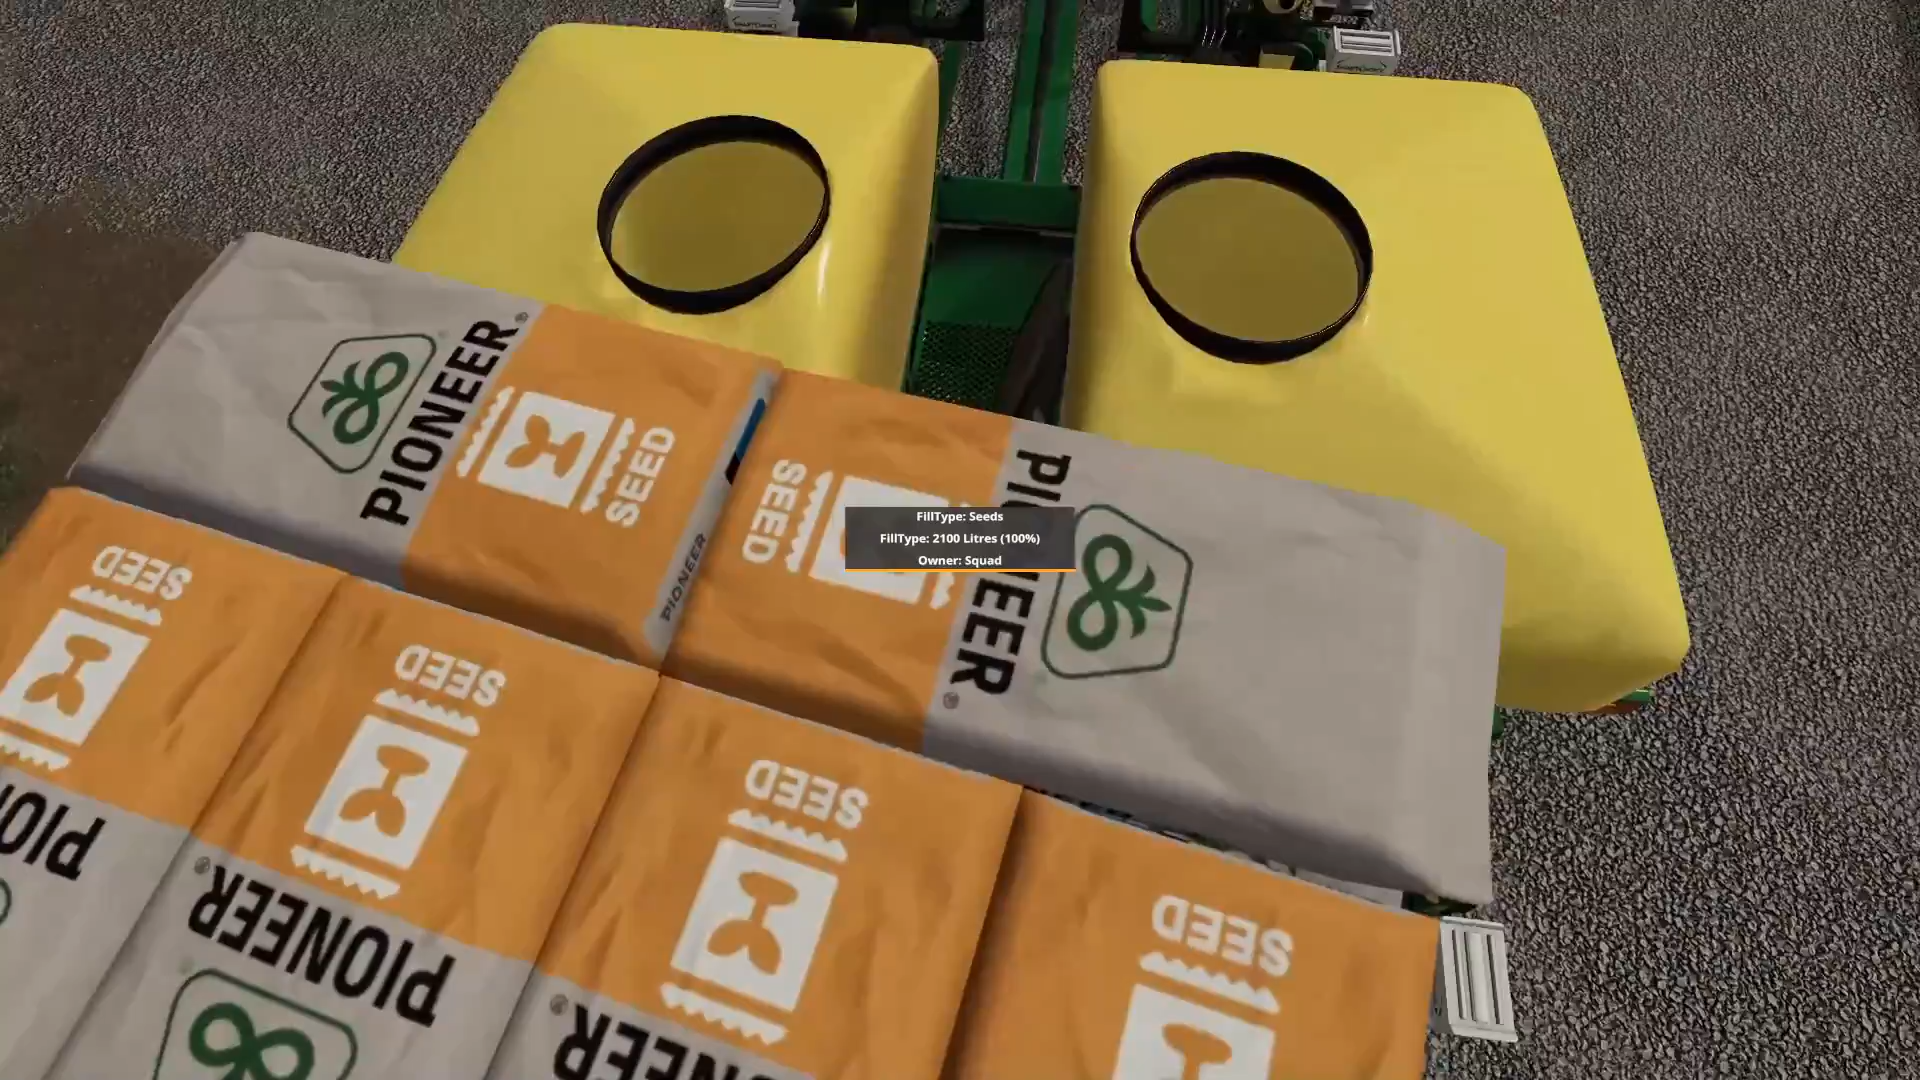 PIONEER®
SEED
PIONEER
SEED
PIONEER®
FillType: Seeds
FillType: 2100 Litres (100%)
Owner: Squad
SEED
SEED
SEED
SEED
PIONEER®
PIONEER®